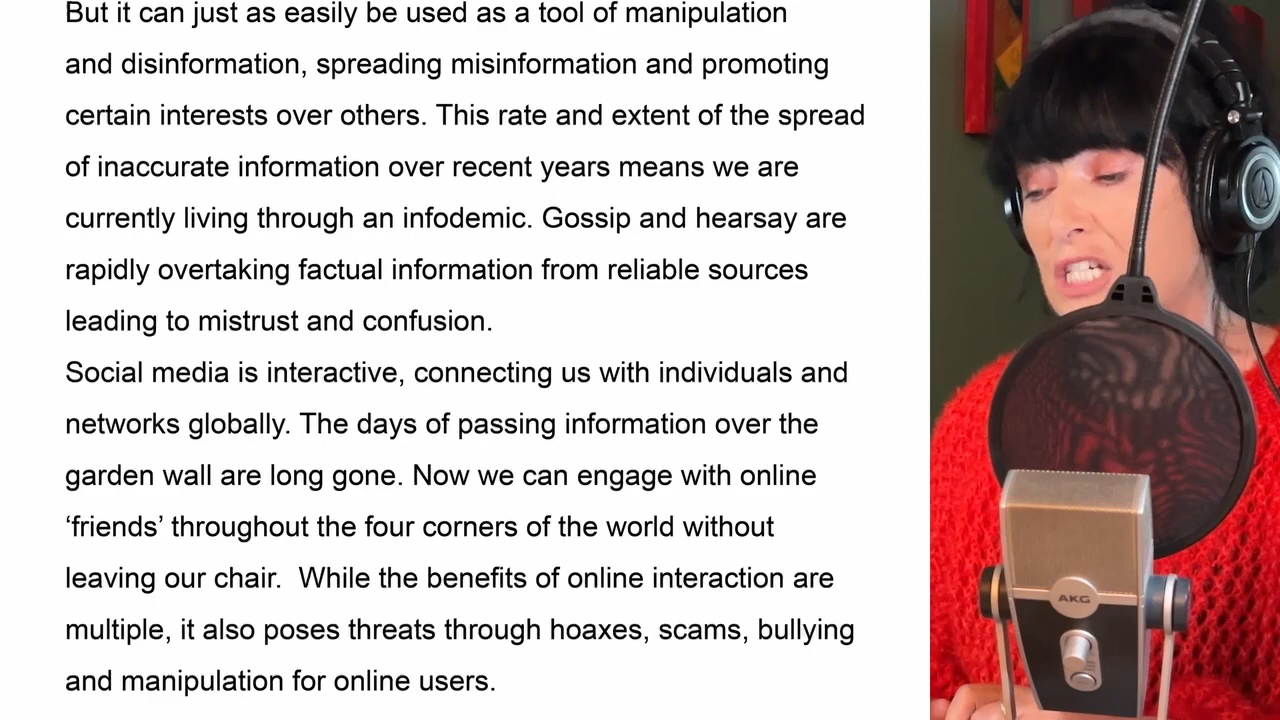 But it can just as easily be used as a tool of manipulation
and disinformation, spreading misinformation and promoting
certain interests over others. This rate and extent of the spread
of inaccurate information over recent years means we are
currently living through an infodemic. Gossip and hearsay are
rapidly overtaking factual information from reliable sources
leading to mistrust and confusion.
Social media is interactive, connecting us with individuals and
networks globally. The days of passing information over the
garden wall are long gone. Now we can engage with online
‘friends’ throughout the four corners of the world without
leaving our chair.  While the benefits of online interaction are
multiple, it also poses threats through hoaxes, scams, bullying
and manipulation for online users.
AKG